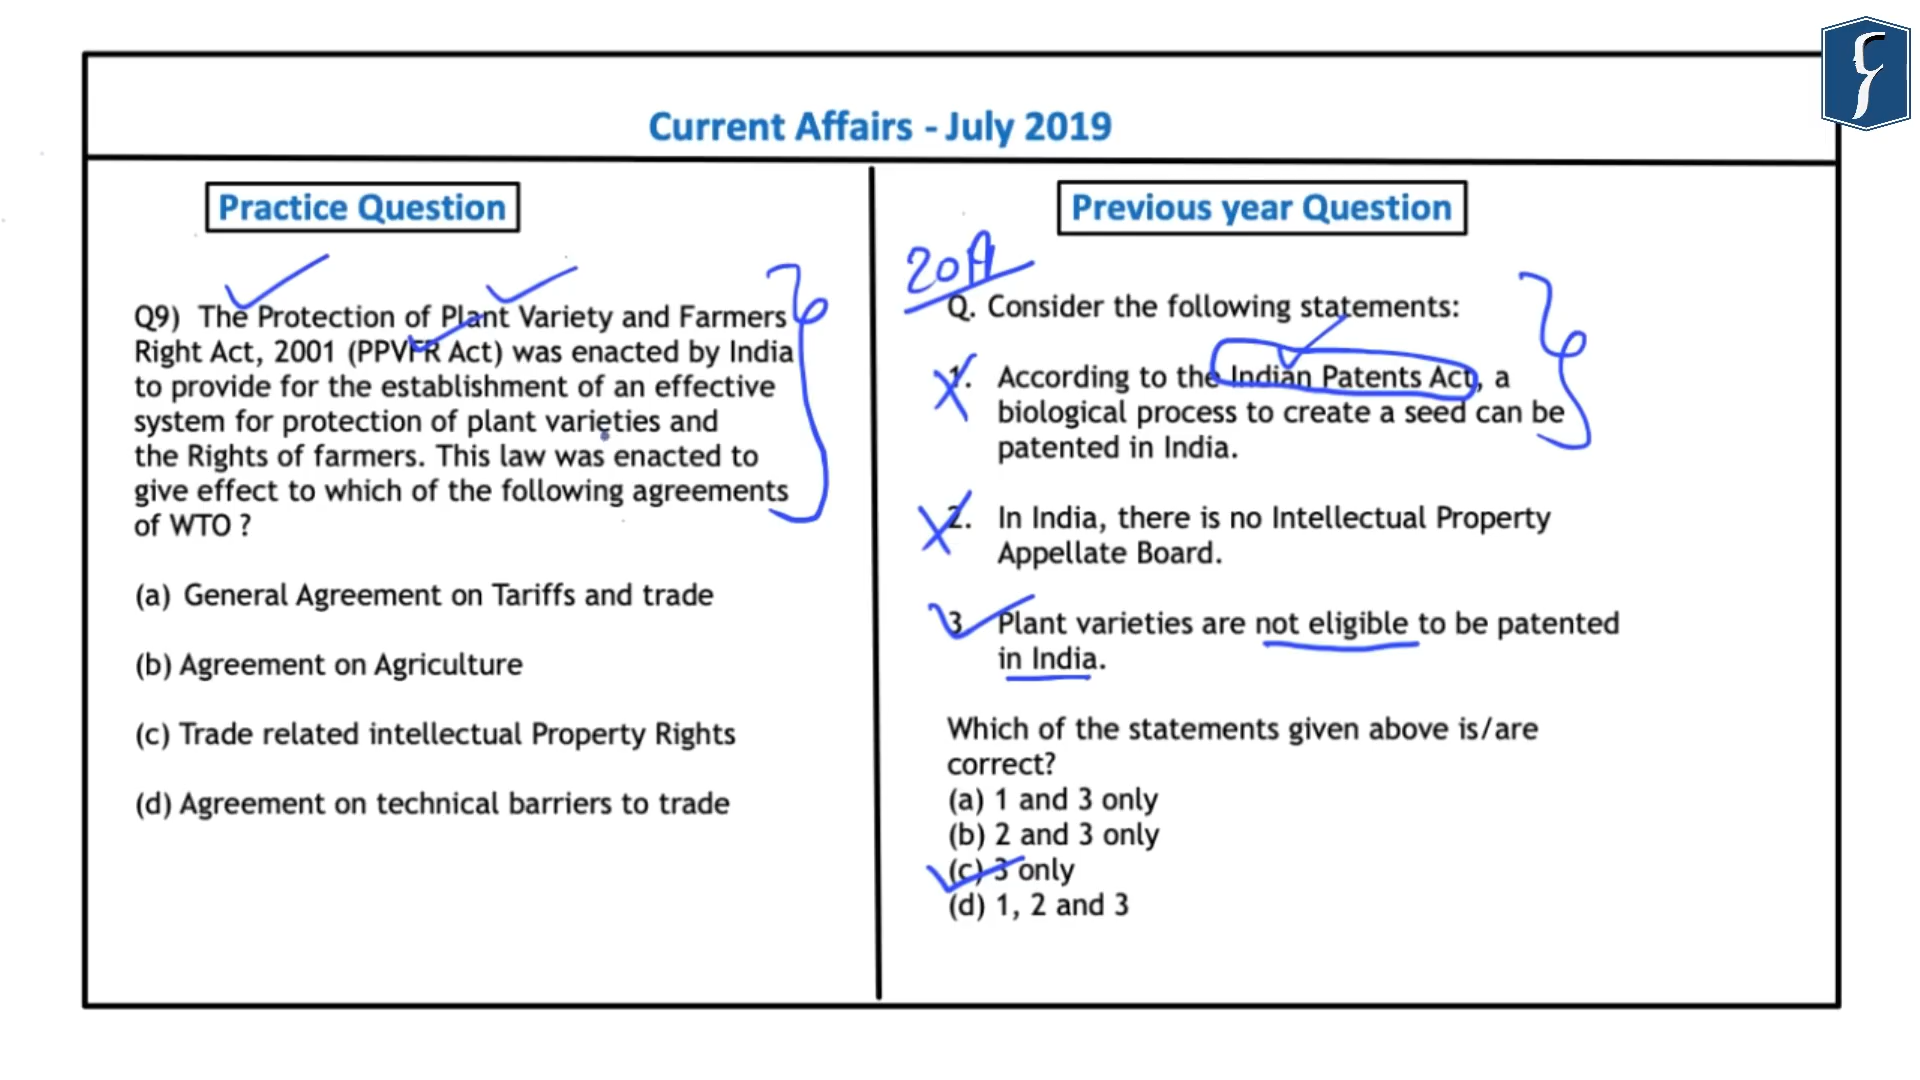 Current Affairs - July 2019
Practice Question
Q9) The Protection of Plant Variety and Farmers
Right Act, 2001 (PPVFR Act) was enacted by India
to provide for the establishment of an effective
system for protection of plant varieties and
the Rights of farmers. This law was enacted to
give effect to which of the following agreements
of WTO ?
(a) General Agreement on Tariffs and trade
(b) Agreement on Agriculture
(c) Trade related intellectual Property Rights
(d) Agreement on technical barriers to trade
Previous year Question
2019
Q. Consider the following statements:
1. According to the Indian Patents Act, a
biological process to create a seed can be
patented in India.
2. In India, there is no Intellectual Property
Appellate Board.
3. Plant varieties are not eligible to be patented
in India.
Which of the statements given above is/are
correct?
(a) 1 and 3 only
(b) 2 and 3 only
(c) 3 only
(d) 1, 2 and 3